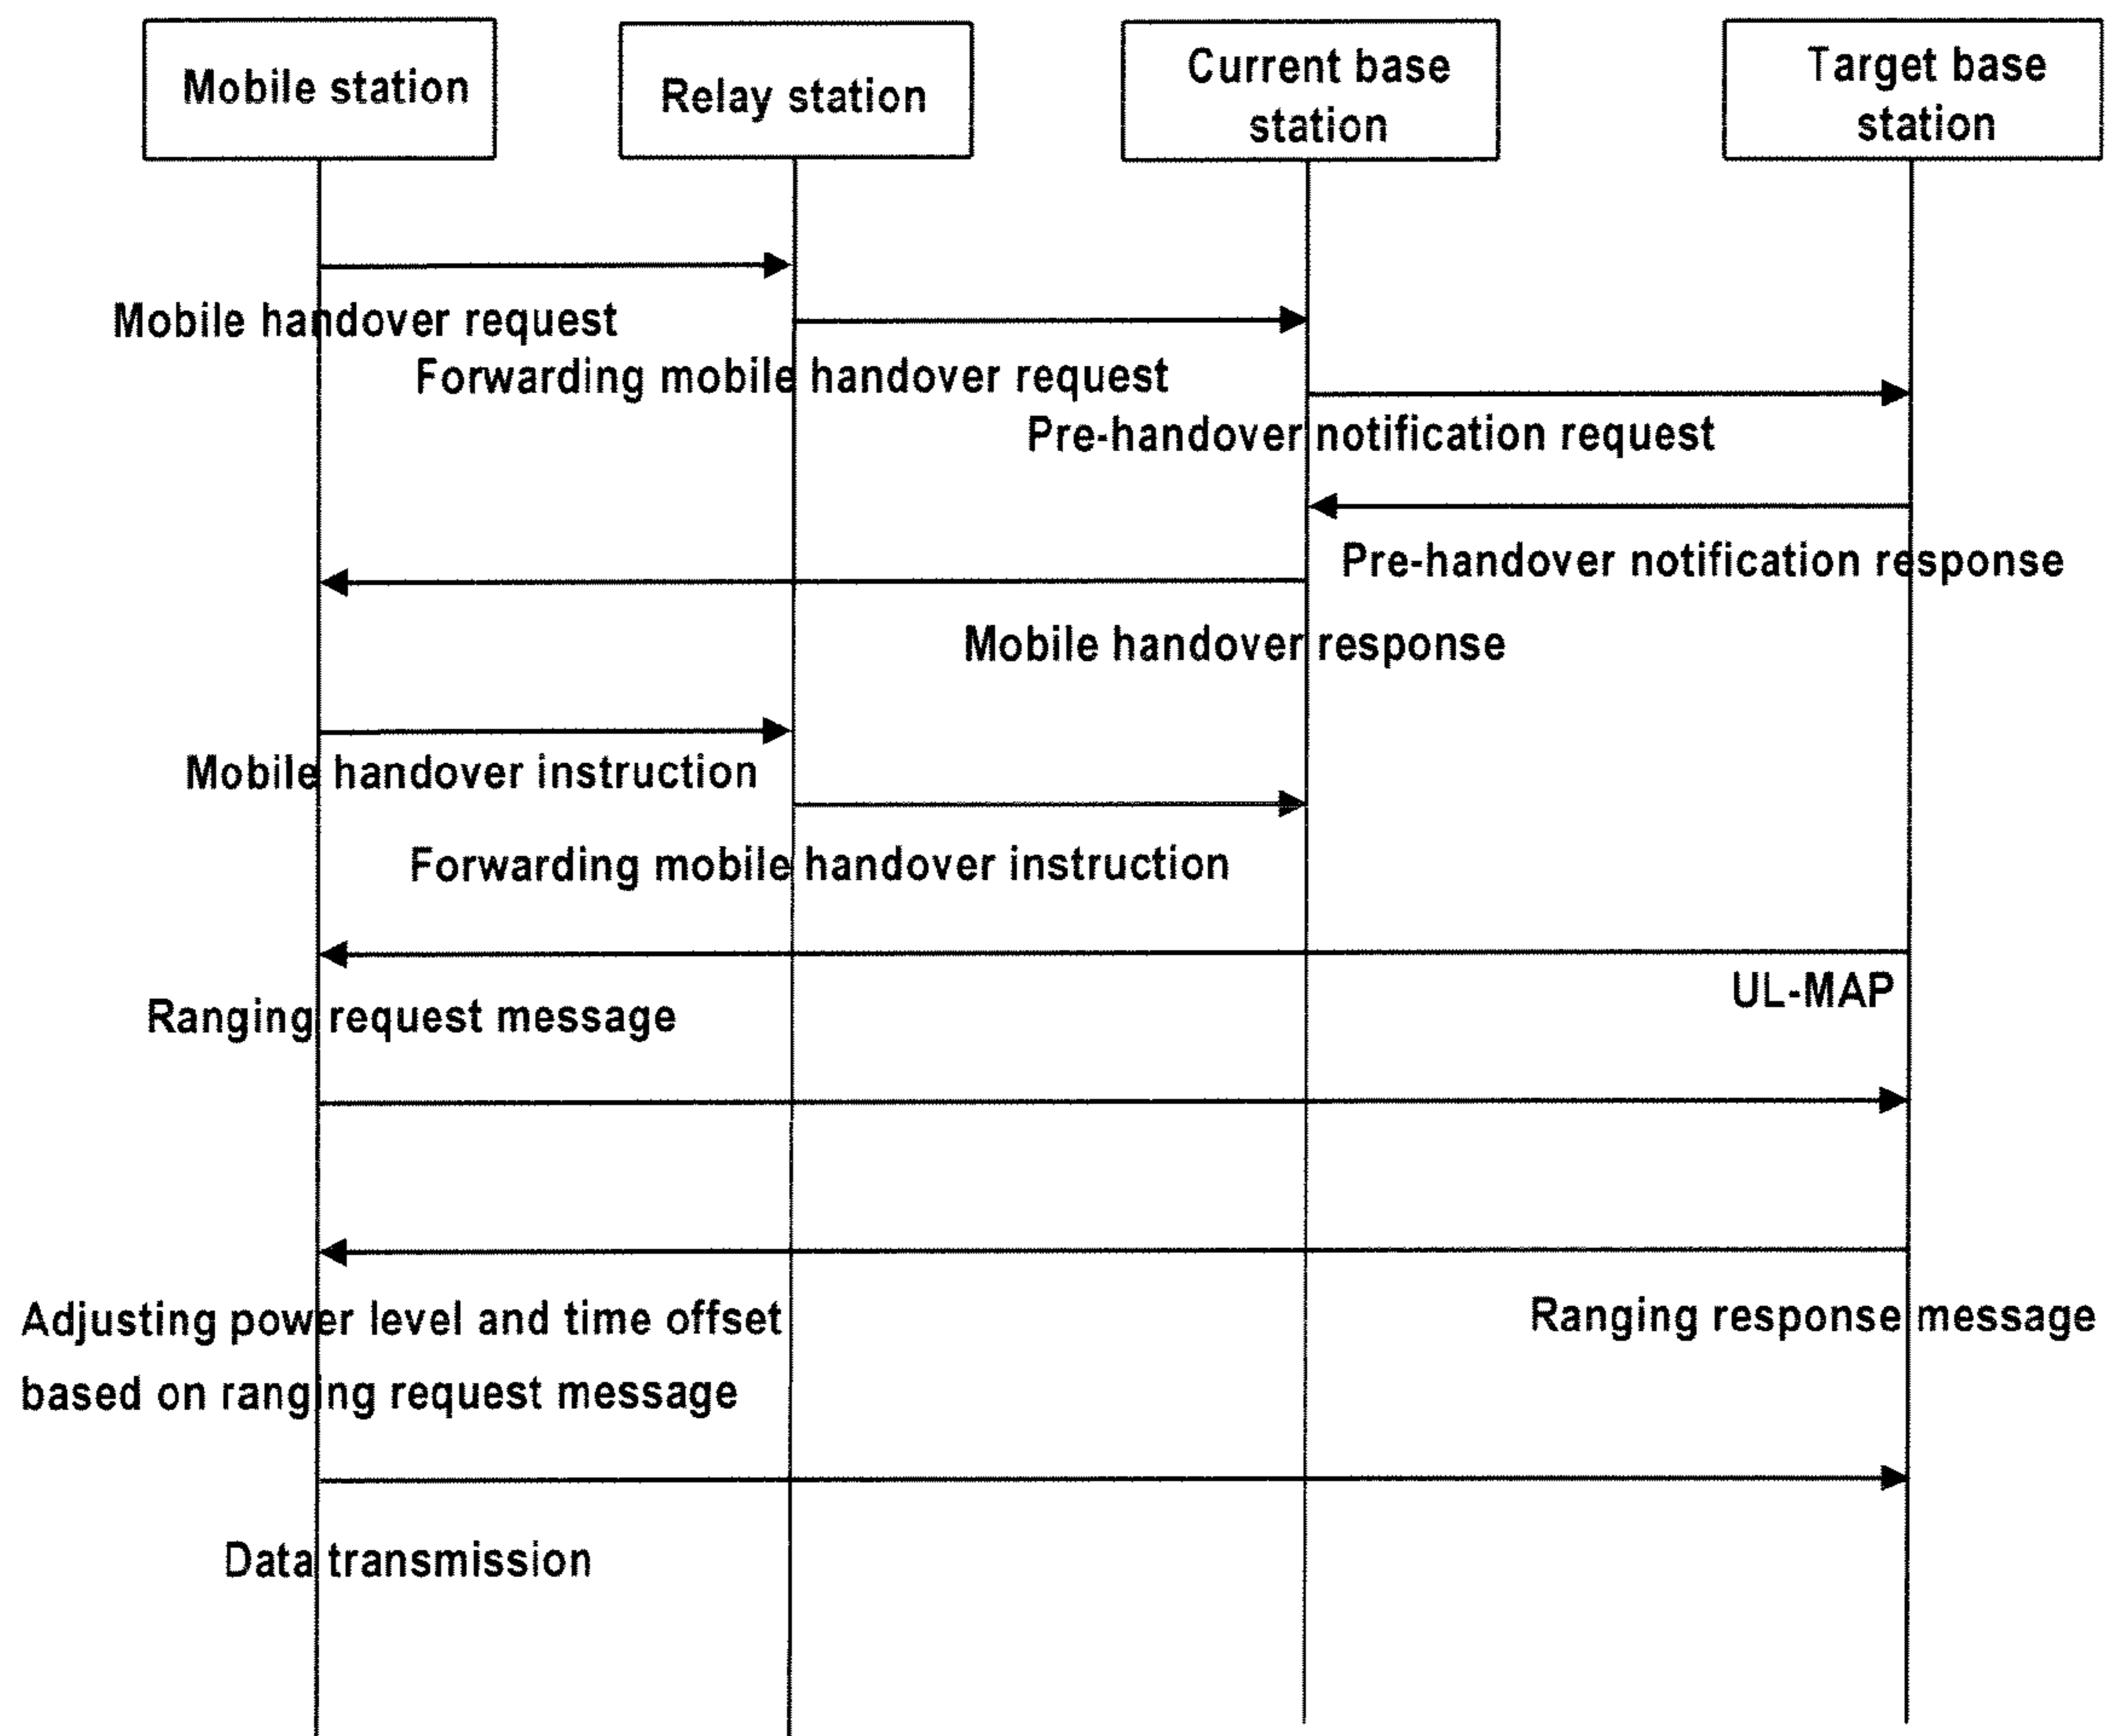 Mobile station
Relay station
Current base
station
Target base
station
Mobile handover request
Forwarding mobile handover request
Pre-handover notification request
Pre-handover notification response
Mobile handover response
Mobile handover instruction
Forwarding mobile handover instruction
UL-MAP
Ranging request message
Ranging response message
Adjusting power level and time offset
based on ranging request message
Data transmission